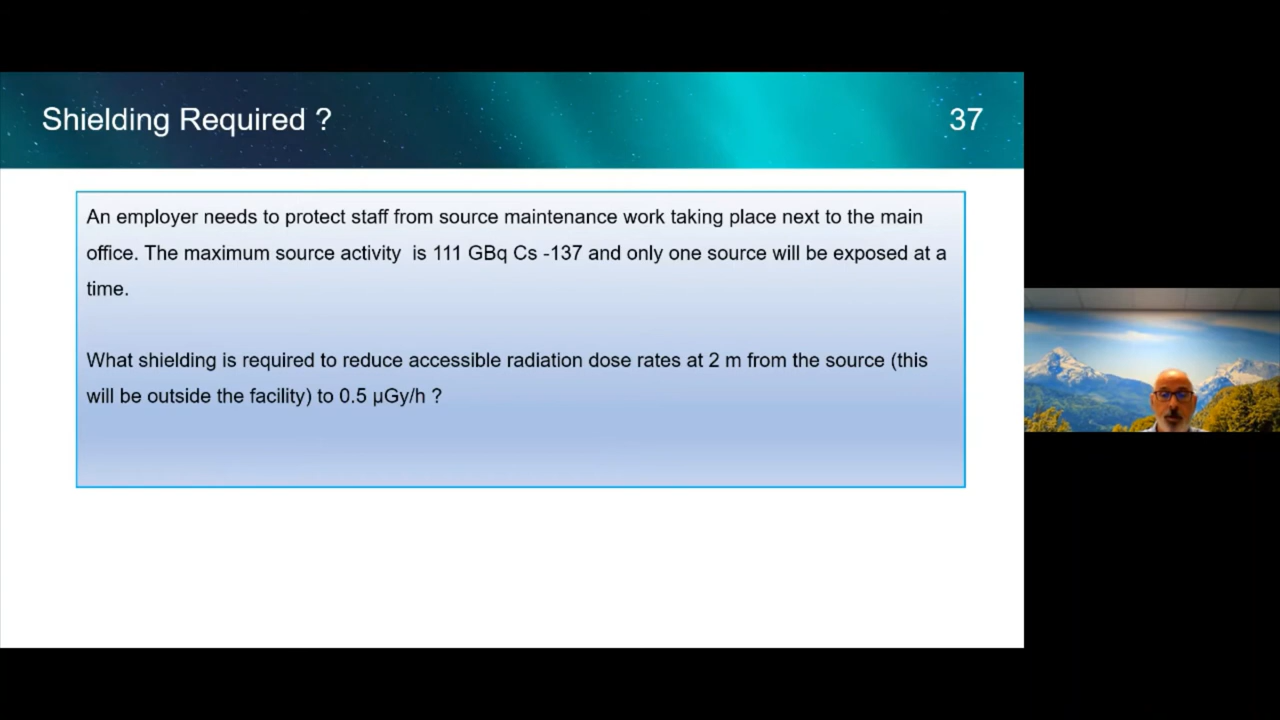 Shielding Required ?
37
An employer needs to protect staff from source maintenance work taking place next to the main
office. The maximum source activity  is 111 GBq Cs -137 and only one source will be exposed at a
time.
What shielding is required to reduce accessible radiation dose rates at 2 m from the source (this
will be outside the facility) to 0.5 µGy/h ?